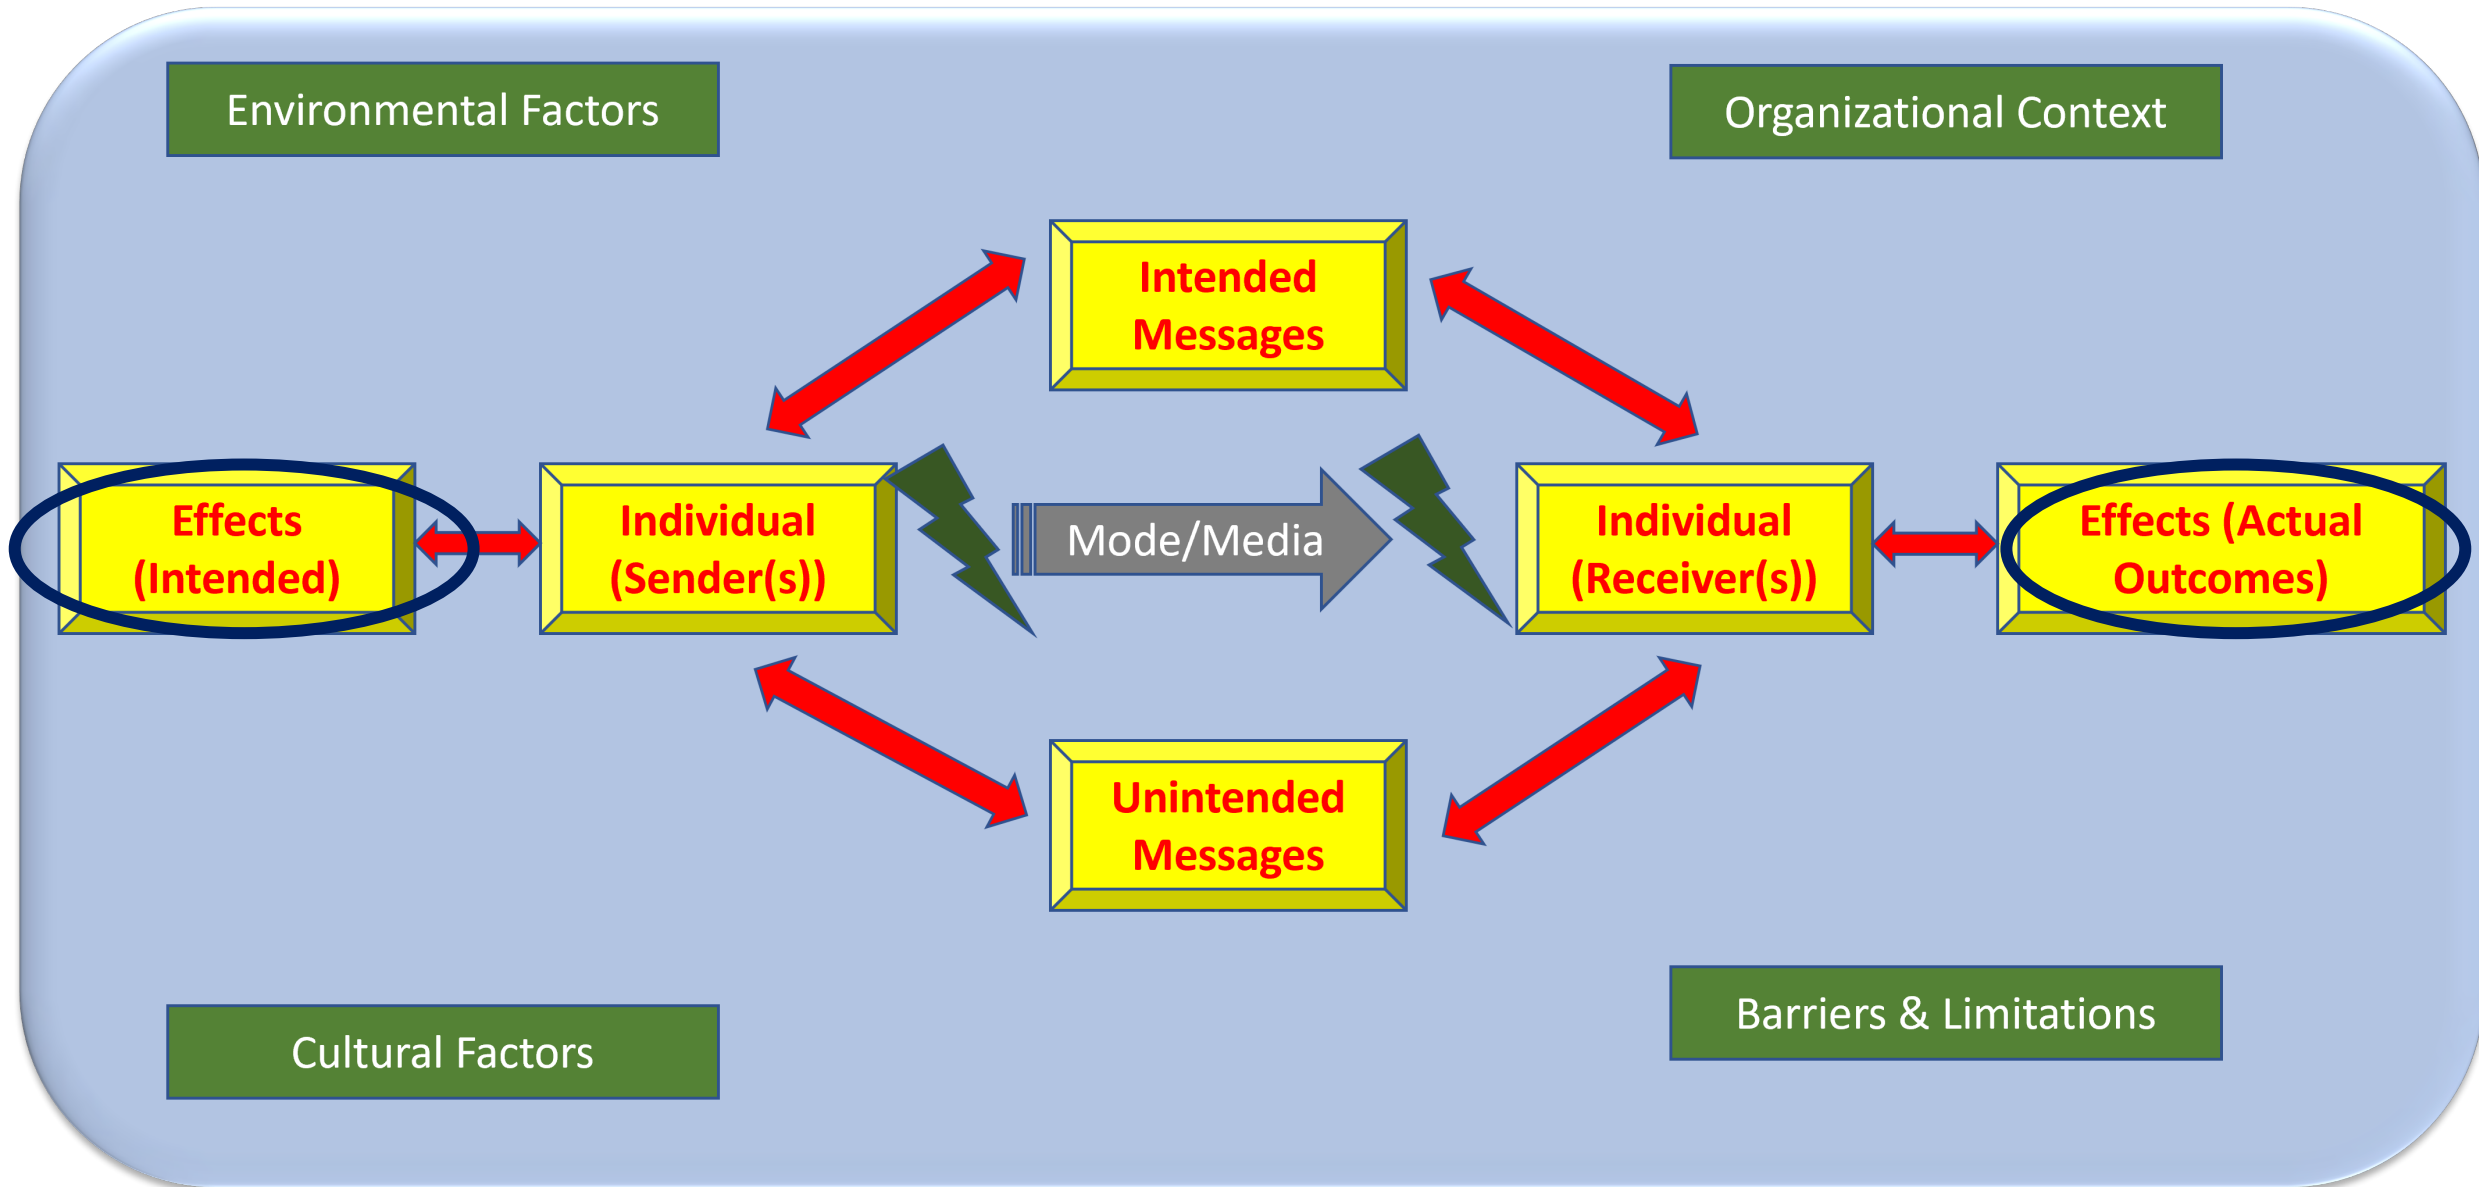 Environmental Factors
Organizational Context
Intended
Messages
Effects
(Intended)
Individual
(Sender(s))
Mode/Media
Individual
(Receiver(s))
Effects (Actual
Outcomes)
Unintended
Messages
Cultural Factors
Barriers & Limitations